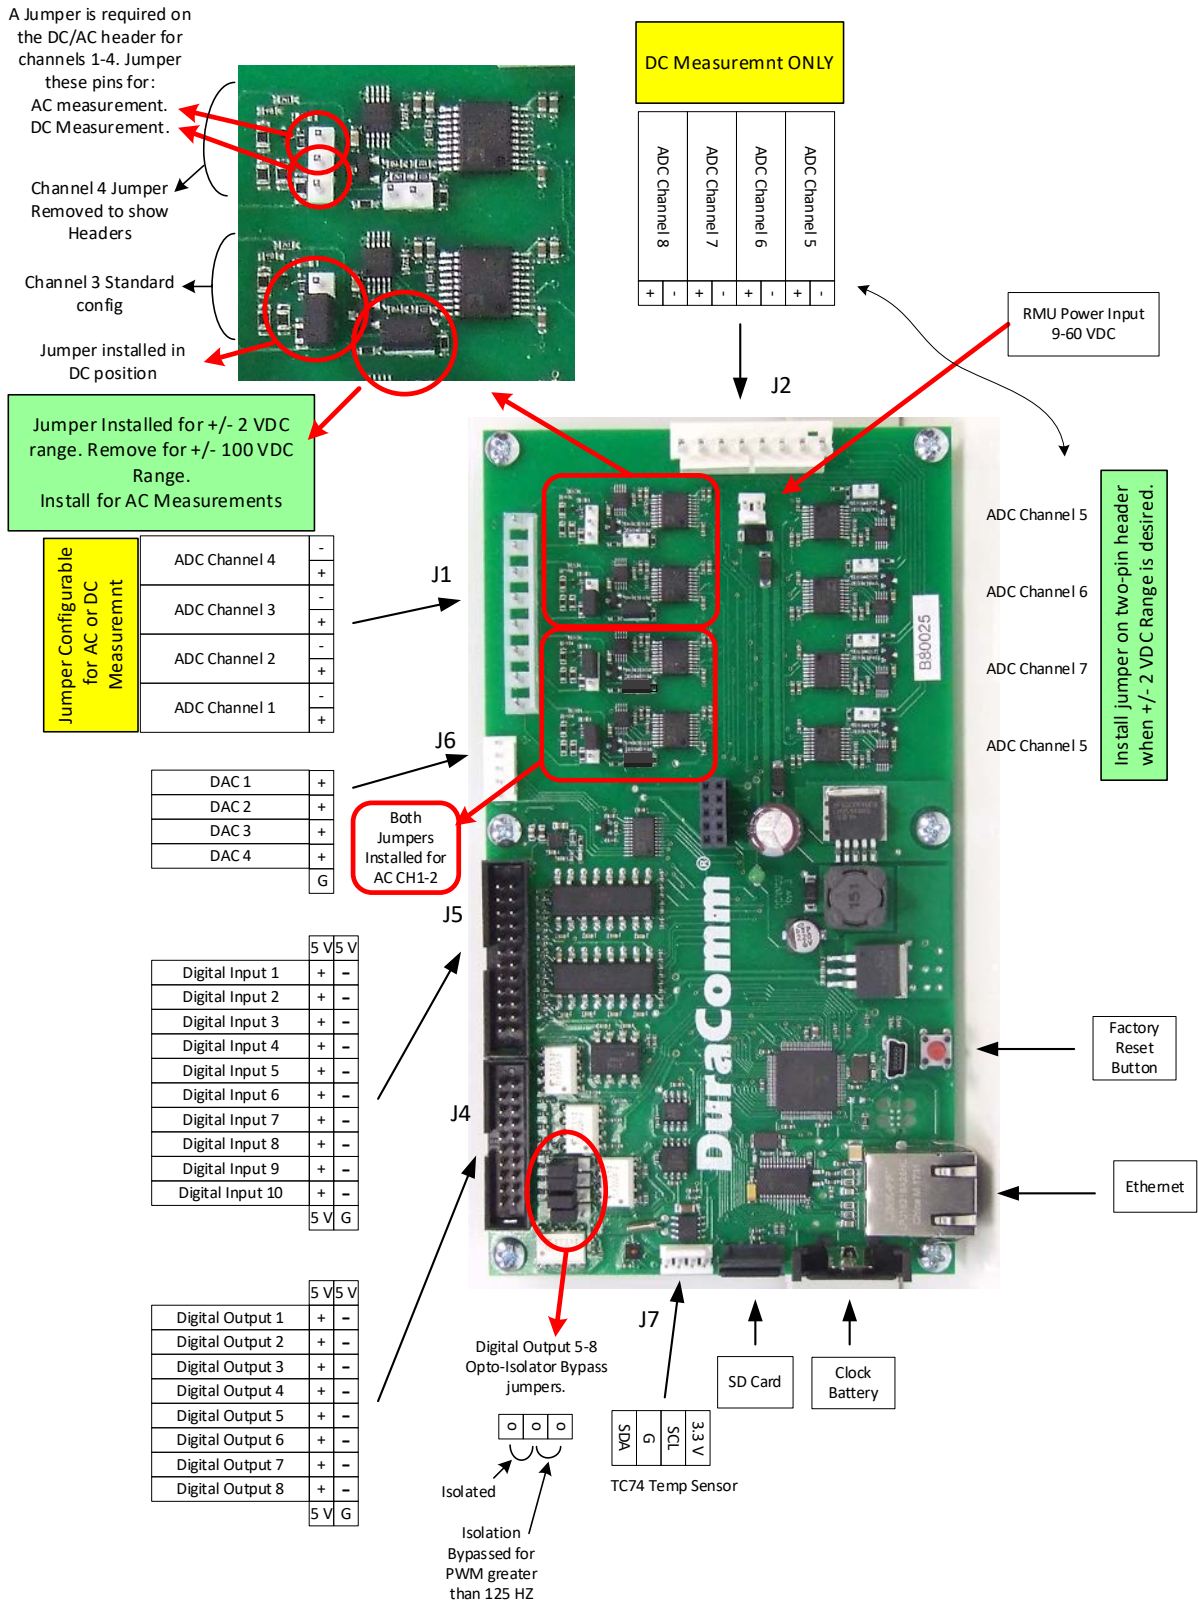 A Jumper is required on
the DC/AC header for
channels 1-4. Jumper
these pins for:
AC measurement.
DC Measurement.
Channel 4 Jumper
Removed to show
Headers
Channel 3 Standard
config
Jumper installed in
DC position
Jumper Installed for +/- 2 VDC
range. Remove for +/- 100 VDC
Range.
Install for AC Measurements
DC Measuremnt ONLY
ADC Channel 8
ADC Channel 7
ADC Channel 6
ADC Channel 5
+ - + - + - + -
J2
RMU Power Input
9-60 VDC
Jumper Configurable
for AC or DC
Measuremnt
ADC Channel 4 - +
ADC Channel 3 - +
ADC Channel 2 - +
ADC Channel 1 - +
J1
ADC Channel 5
ADC Channel 6
ADC Channel 7
ADC Channel 5
Install jumper on two-pin header
when +/- 2 VDC Range is desired.
B80025
J6
DAC 1 +
DAC 2 +
DAC 3 +
DAC 4 +
G
Both
Jumpers
Installed for
AC CH1-2
J5
5 V 5 V
Digital Input 1 + -
Digital Input 2 + -
Digital Input 3 + -
Digital Input 4 + -
Digital Input 5 + -
Digital Input 6 + -
Digital Input 7 + -
Digital Input 8 + -
Digital Input 9 + -
Digital Input 10 + -
5 V G
J4
DuraComm®
151
Factory
Reset
Button
Ethernet
5 V 5 V
Digital Output 1 + -
Digital Output 2 + -
Digital Output 3 + -
Digital Output 4 + -
Digital Output 5 + -
Digital Output 6 + -
Digital Output 7 + -
Digital Output 8 + -
5 V G
Digital Output 5-8
Opto-Isolator Bypass
jumpers.
o o o
Isolated
Isolation
Bypassed for
PWM greater
than 125 HZ
J7
SDA
G
SCL
3.3 V
TC74 Temp Sensor
SD Card
Clock
Battery